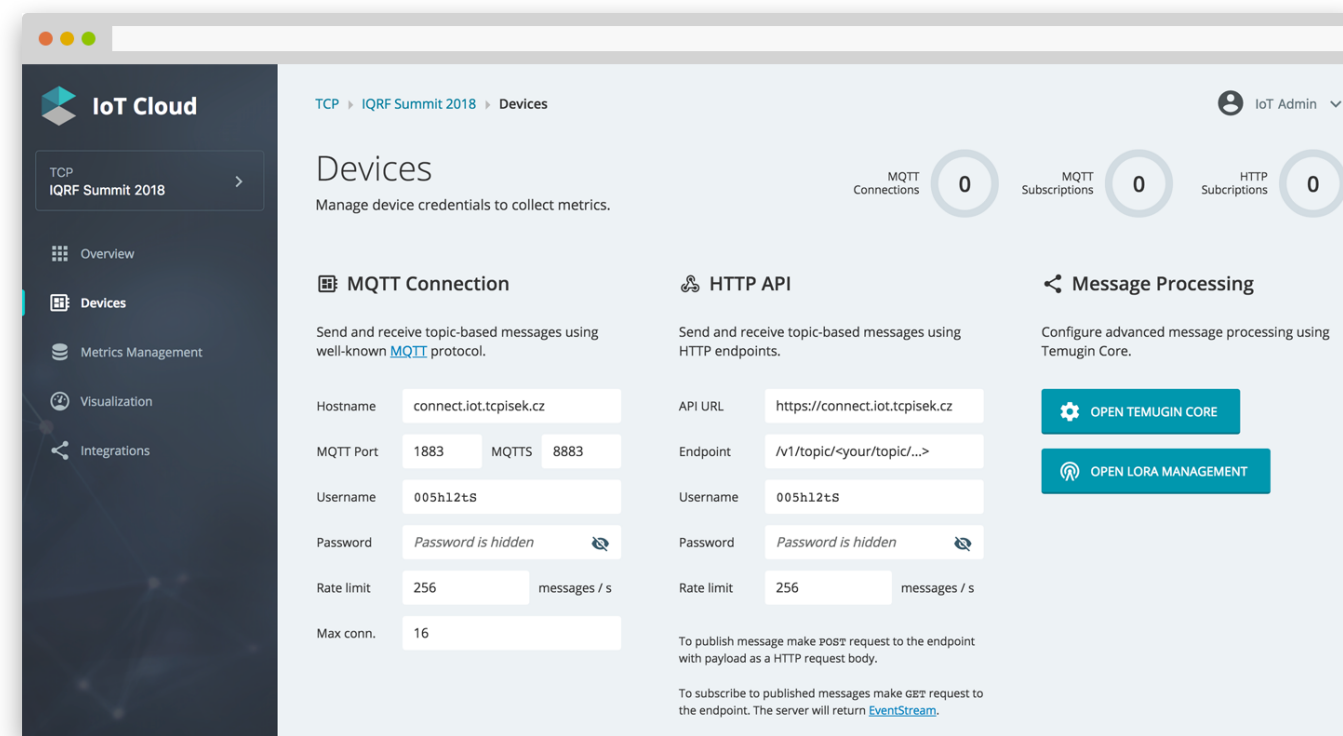 IoT Cloud
TCP
IQRF Summit 2018
Overview
Devices
Metrics Management
Visualization
Integrations
TCP IQRF Summit 2018 Devices
IoT Admin
Devices
Manage device credentials to collect metrics.
MQTT
Connections
0
MQTT
Subscriptions
0
HTTP
Subcriptions
0
MQTT Connection
Send and receive topic-based messages using
well-known MQTT protocol.
Hostname connect.iot.tcpisek.cz
MQTT Port 1883 MQTTS 8883
Username 005hl2tS
Password Password is hidden
Rate limit 256 messages / s
Max conn. 16
HTTP API
Send and receive topic-based messages using
HTTP endpoints.
API URL https://connect.iot.tcpisek.cz
Endpoint /v1/topic/<your/topic/...>
Username 005hl2tS
Password Password is hidden
Rate limit 256 messages / s
To publish message make POST request to the endpoint
with payload as a HTTP request body.
To subscribe to published messages make GET request to
the endpoint. The server will return EventStream.
Message Processing
Configure advanced message processing using
Temugin Core.
OPEN TEMUGIN CORE
OPEN LORA MANAGEMENT